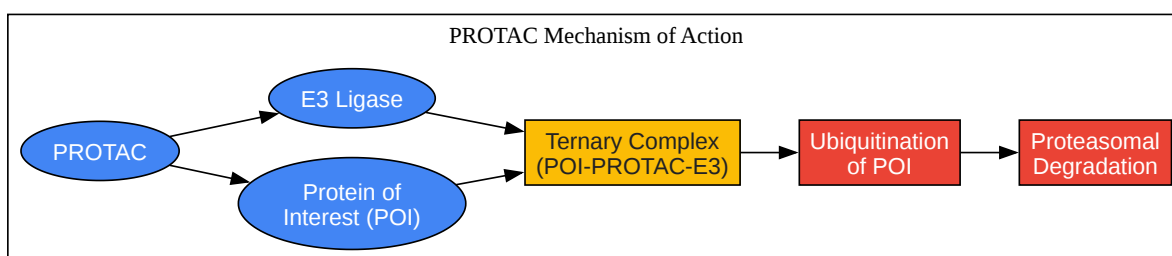 PROTAC Mechanism of Action
PROTAC
E3 Ligase
Protein of
Interest (POI)
Ternary Complex
(POI-PROTAC-E3)
Ubiquitination
of POI
Proteasomal
Degradation